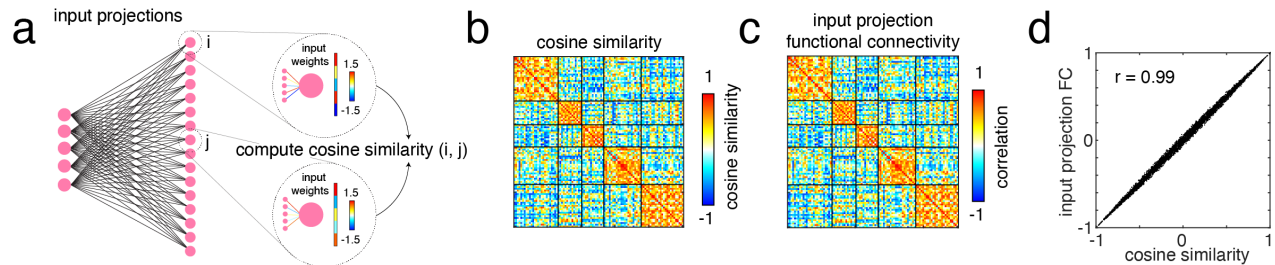 a
input projections
i
j
input
weights
1.5
-1.5
compute cosine similarity (i, j)
input
weights
1.5
-1.5
b
cosine similarity
1
-1
cosine similarity
c
input projection
functional connectivity
1
-1
correlation
d
r = 0.99
1
0
-1
input projection FC
-1
0
1
cosine similarity